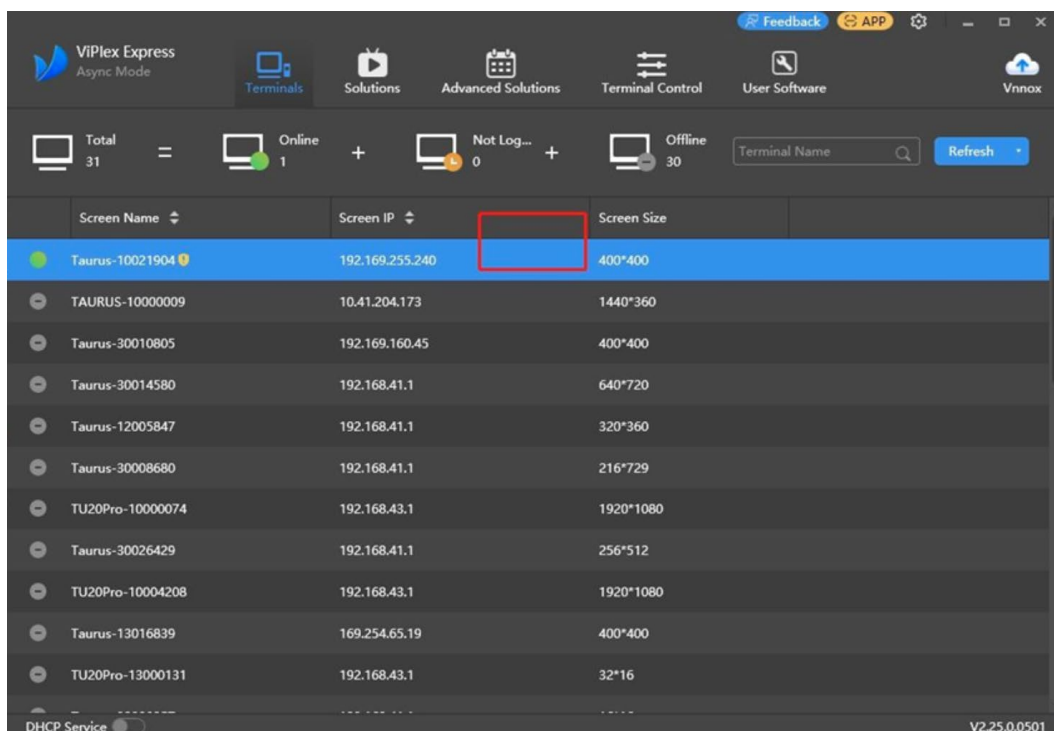 Feedback APP
ViPlex Express
Async Mode
Terminals Solutions Advanced Solutions Terminal Control User Software Vnnox
Total
31
=
Online
1
+
Not Log...
0
+
Offline
30
Terminal Name
Refresh
Screen Name Screen IP Screen Size
Taurus-10021904 192.169.255.240 400*400
TAURUS-10000009 10.41.204.173 1440*360
Taurus-30010805 192.169.160.45 400*400
Taurus-30014580 192.168.41.1 640*720
Taurus-12005847 192.168.41.1 320*360
Taurus-30008680 192.168.41.1 216*729
TU20Pro-10000074 192.168.43.1 1920*1080
Taurus-30026429 192.168.41.1 256*512
TU20Pro-10004208 192.168.43.1 1920*1080
Taurus-13016839 169.254.65.19 400*400
TU20Pro-13000131 192.168.43.1 32*16
DHCP Service V2.25.0.0501